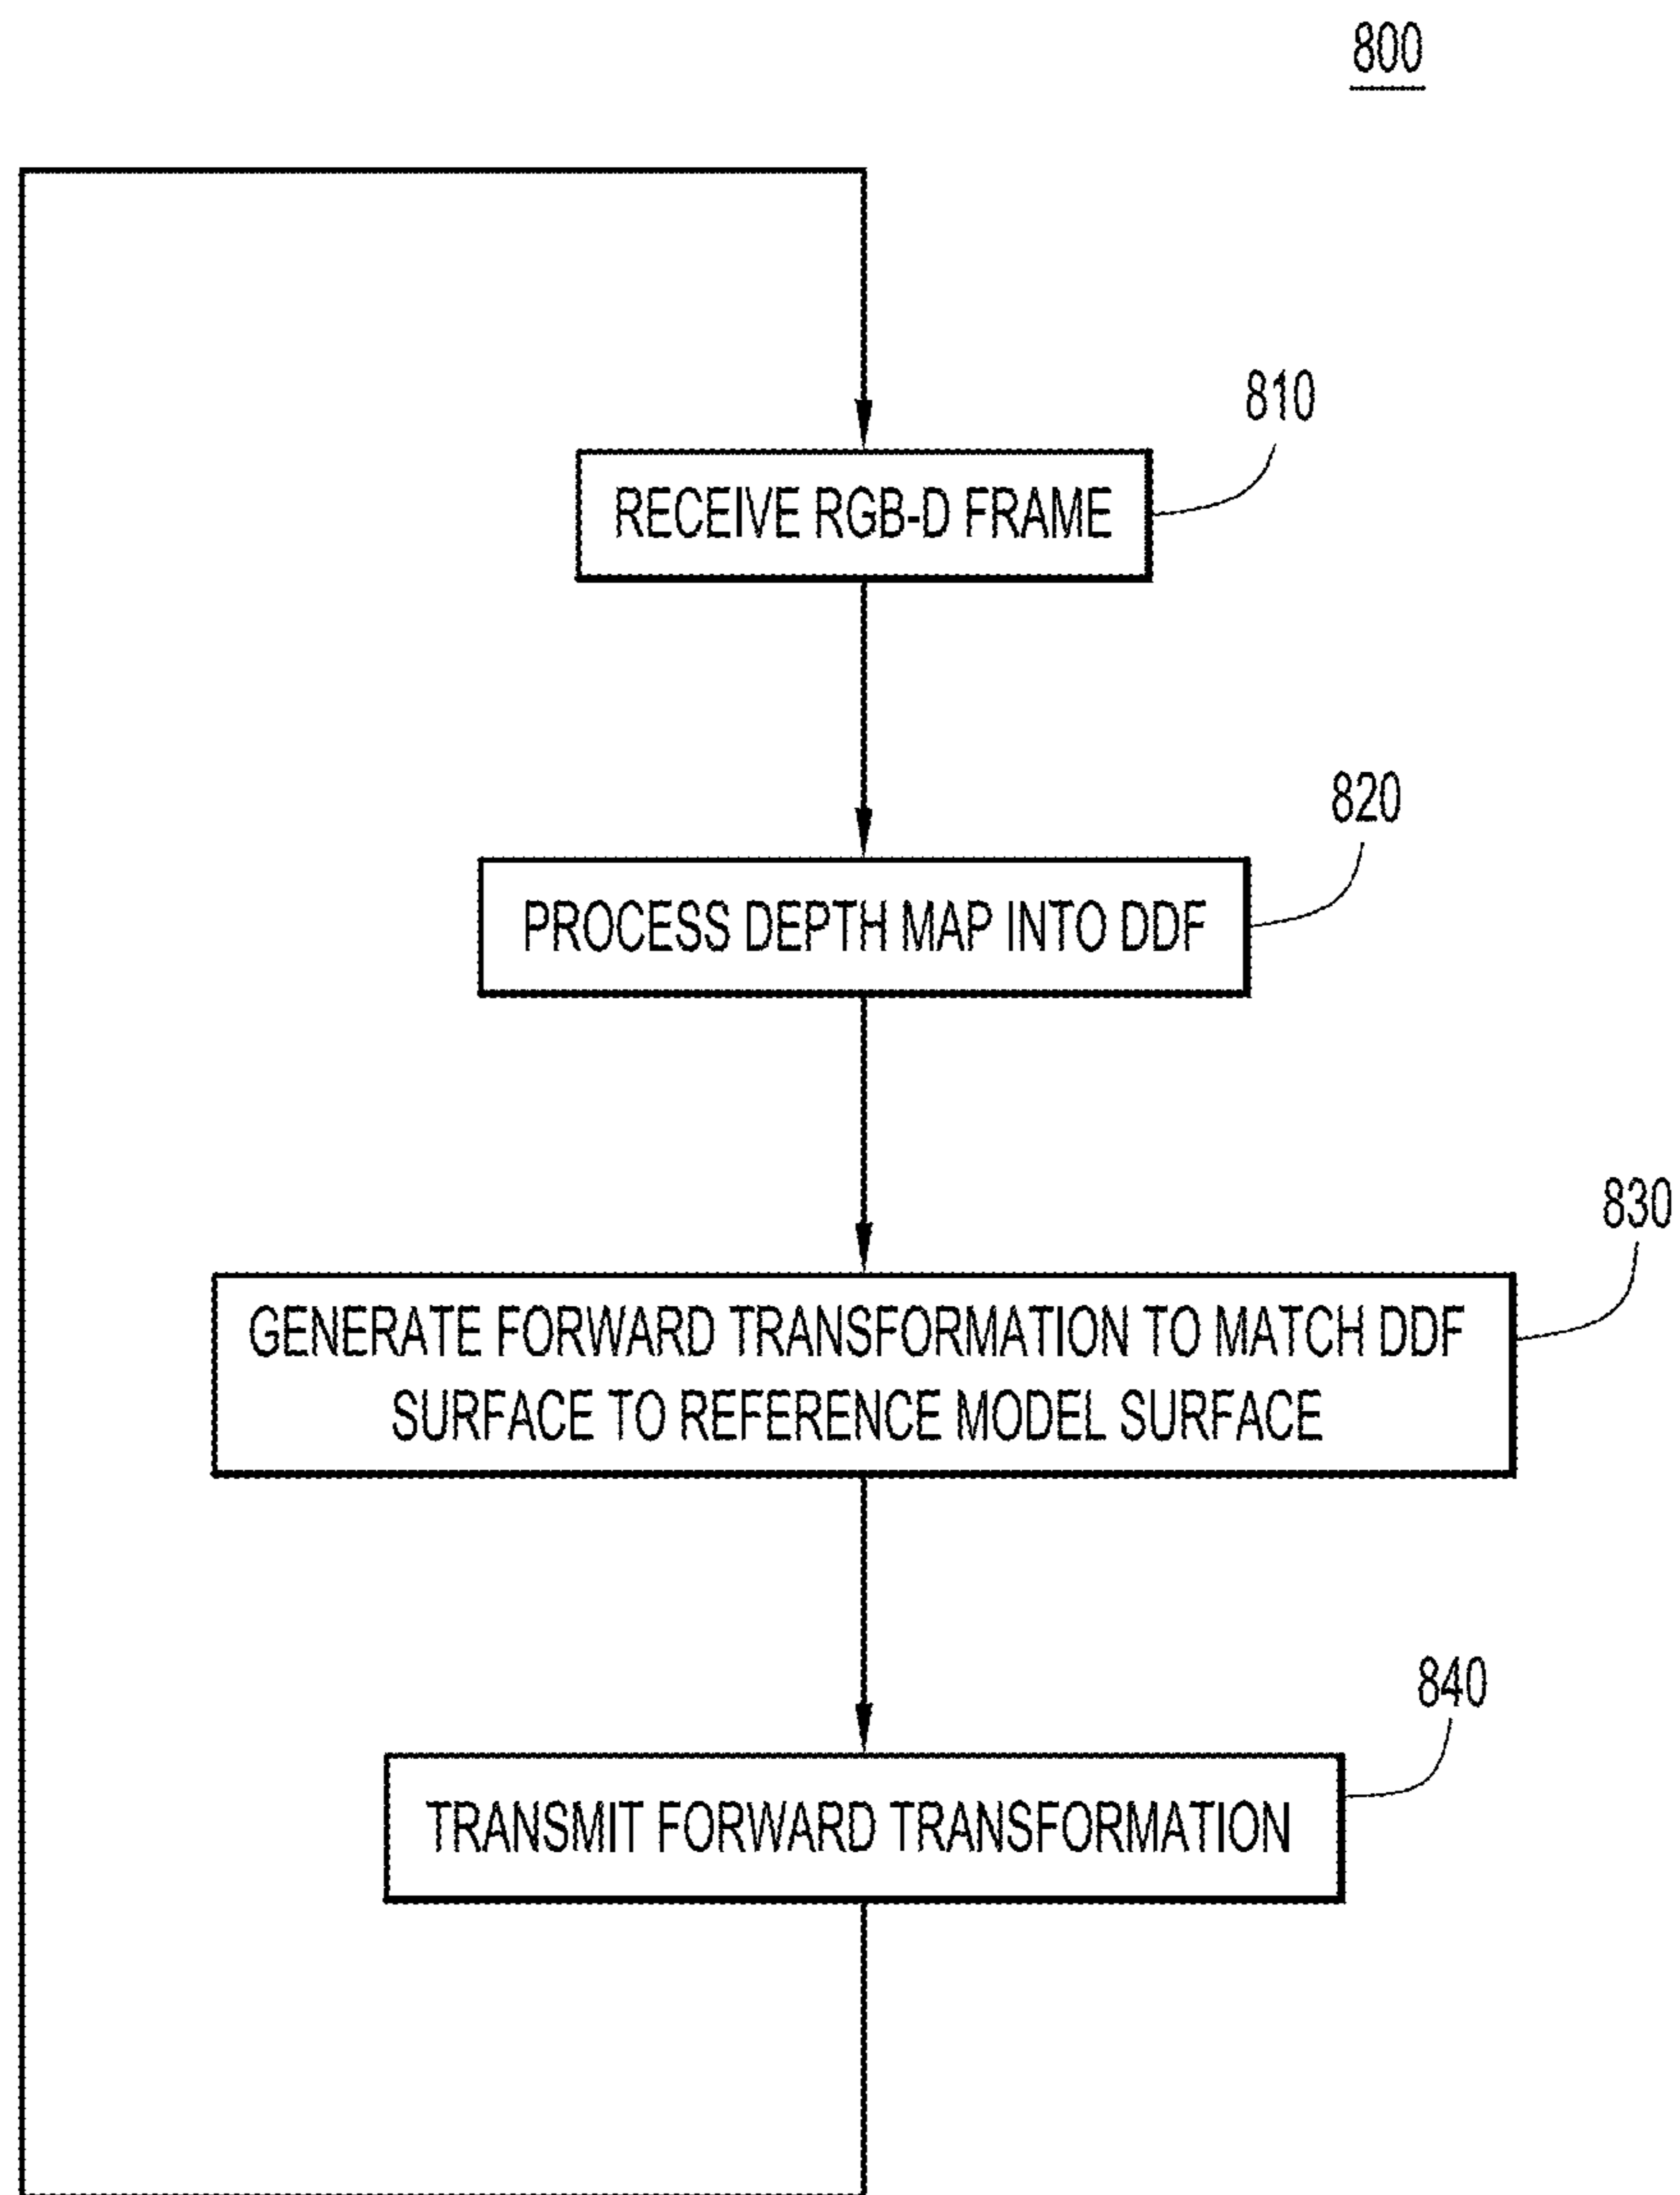 800
810
RECEIVE RGB-D FRAME
820
PROCESS DEPTH MAP INTO DDF
830
GENERATE FORWARD TRANSFORMATION TO MATCH DDF
SURFACE TO REFERENCE MODEL SURFACE
840
TRANSMIT FORWARD TRANSFORMATION